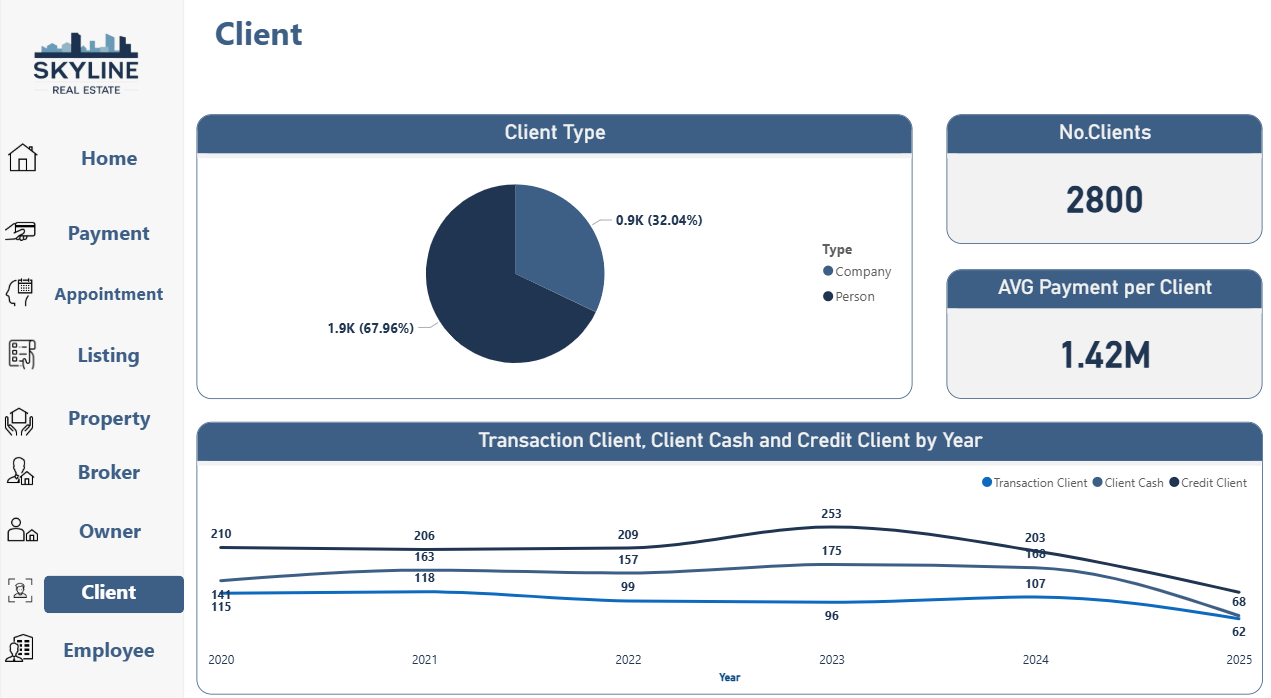 SKYLINE
REAL ESTATE
Home
Payment
Appointment
Listing
Property
Broker
Owner
Client
Employee
Client
Client Type
0.9K (32.04%)
1.9K (67.96%)
Type
Company
Person
No.Clients
2800
AVG Payment per Client
1.42M
Transaction Client, Client Cash and Credit Client by Year
Transaction Client Client Cash Credit Client
210 206 209 253 203 68
141 163 157 175 168
115 118 99 96 107 62
2020 2021 2022 2023 2024 2025
Year